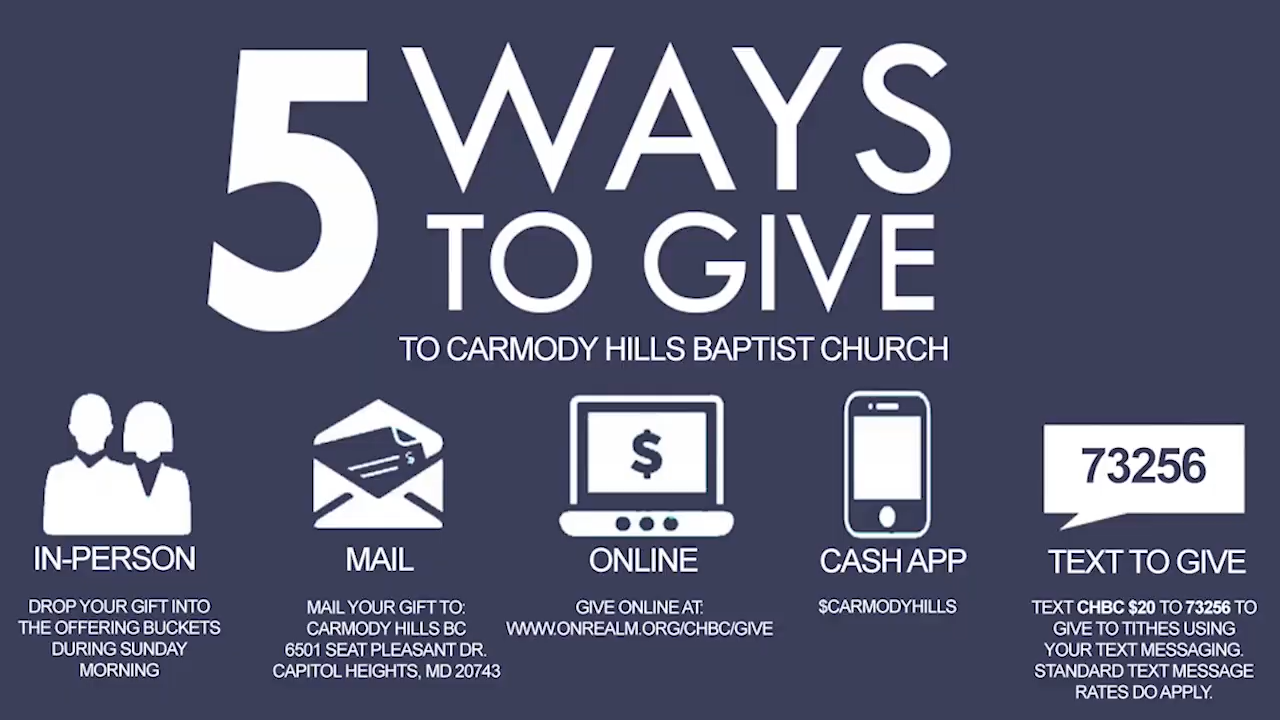 5 WAYS
TO GIVE
TO CARMODY HILLS BAPTIST CHURCH
$
$
73256
IN-PERSON
DROP YOUR GIFT INTO
THE OFFERING BUCKETS
DURING SUNDAY
MORNING
MAIL
MAIL YOUR GIFT TO:
CARMODY HILLS BC
6501 SEAT PLEASANT DR.
CAPITOL HEIGHTS, MD 20743
ONLINE
GIVE ONLINE AT:
WWW.ONREALM.ORG/CHBC/GIVE
CASH APP
$CARMODYHILLS
TEXT TO GIVE
TEXT CHBC $20 TO 73256 TO
GIVE TO TITHES USING
YOUR TEXT MESSAGING.
STANDARD TEXT MESSAGE
RATES DO APPLY.